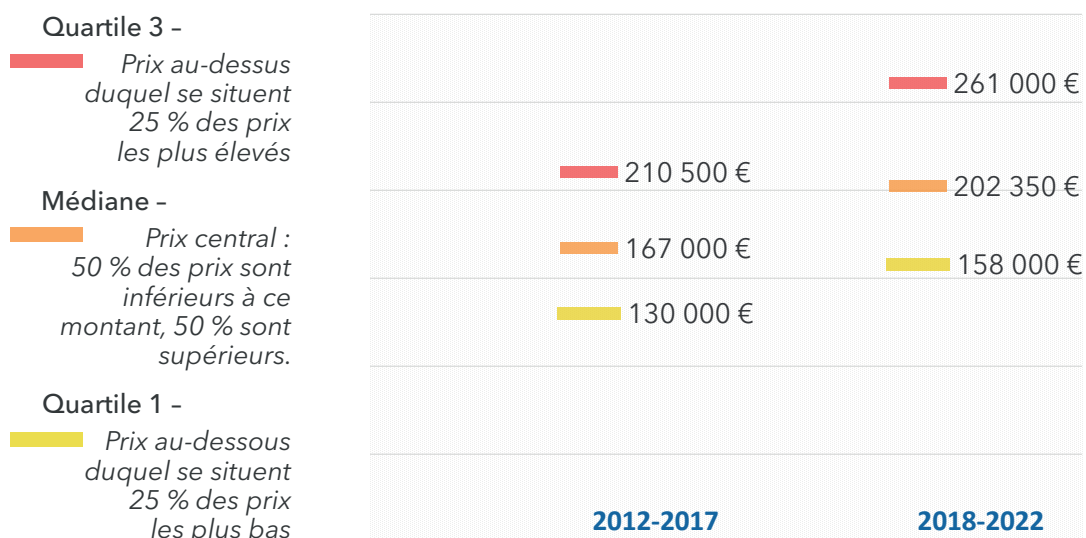 Quartile 3 –
Prix au-dessus
duquel se situent
25 % des prix
les plus élevés
Médiane –
Prix central :
50 % des prix sont
inférieurs à ce
montant, 50 % sont
supérieurs.
Quartile 1 –
Prix au-dessous
duquel se situent
25 % des prix
les plus bas
261 000 €
210 500 €
202 350 €
167 000 €
158 000 €
130 000 €
2012-2017
2018-2022